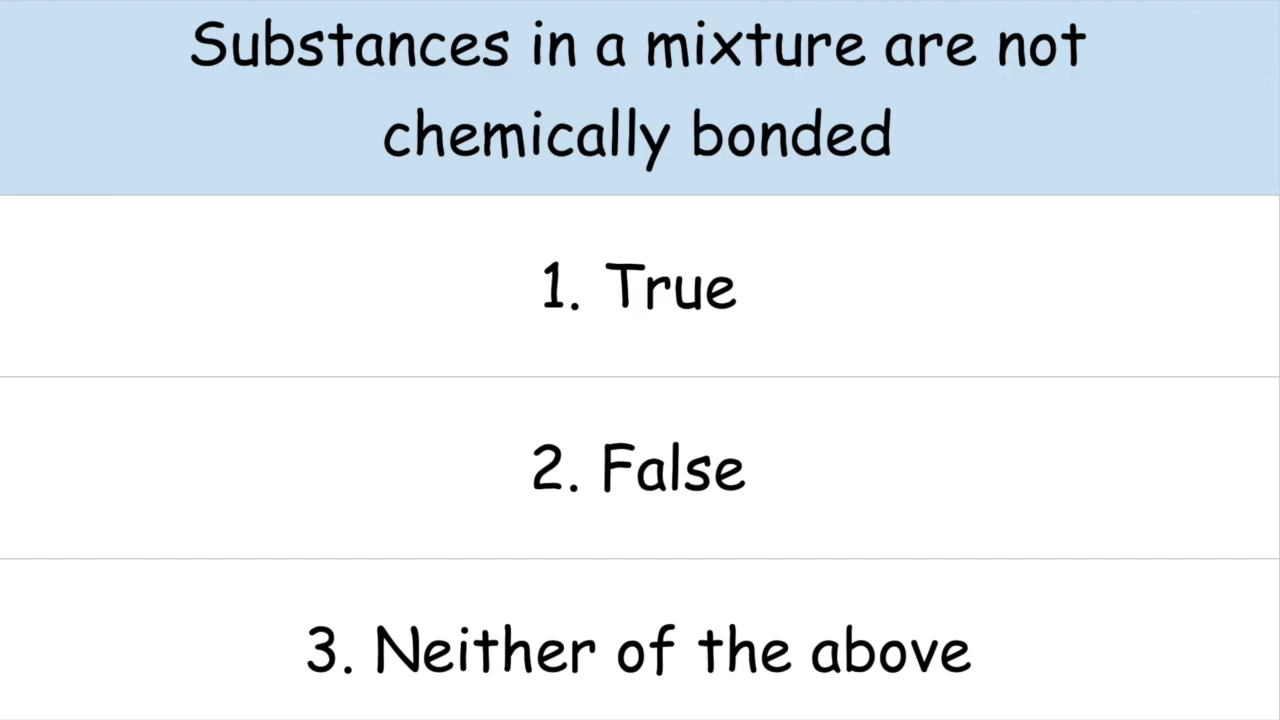 Substances in a mixture are not
chemically bonded
1. True
2. False
3. Neither of the above